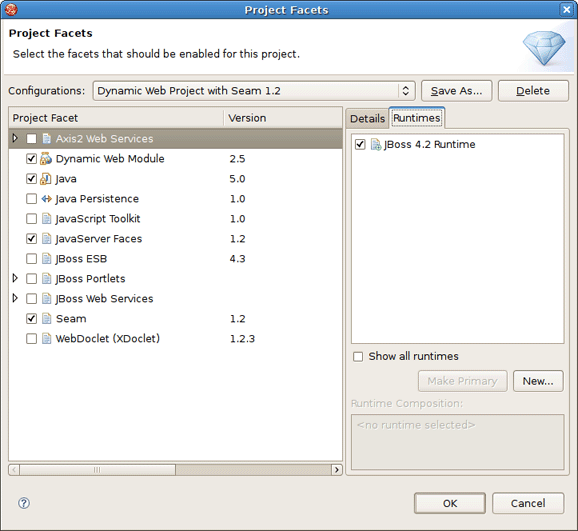 Project Facets
Project Facets
Select the facets that should be enabled for this project.
Configurations: Dynamic Web Project with Seam 1.2 Save As... Delete
Project Facet Version
Axis2 Web Services
Dynamic Web Module 2.5
Java 5.0
Java Persistence 1.0
JavaScript Toolkit 1.0
JavaServer Faces 1.2
JBoss ESB 4.3
JBoss Portlets
JBoss Web Services
Seam 1.2
WebDoclet (XDoclet) 1.2.3
Details Runtimes
JBoss 4.2 Runtime
Show all runtimes
Make Primary New...
Runtime Composition:
<no runtime selected>
? OK Cancel